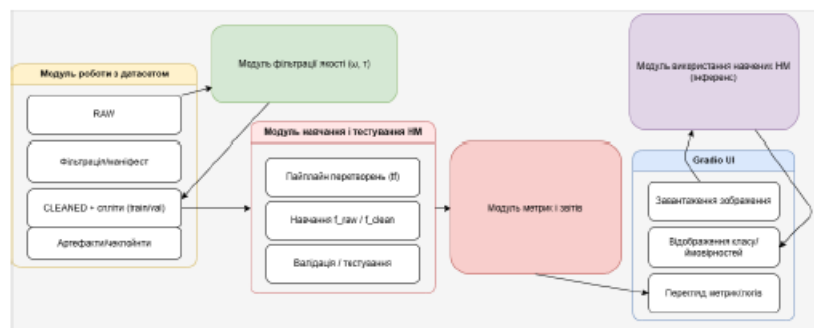 Модуль роботи з датасетом
RAW
Фільтрація/маніфест
CLEANED + спліти (train/val)
Артефакти/чекпойнти
Модуль фільтрації якості (ω, τ)
Модуль навчання і тестування НМ
Пайплайн перетворень (tf)
Навчання f_raw / f_clean
Валідація / тестування
Модуль метрик і звітів
Модуль використання навчених НМ
(інференс)
Gradio UI
Завантаження зображення
Відображення класу/
ймовірностей
Перегляд метрик/логів